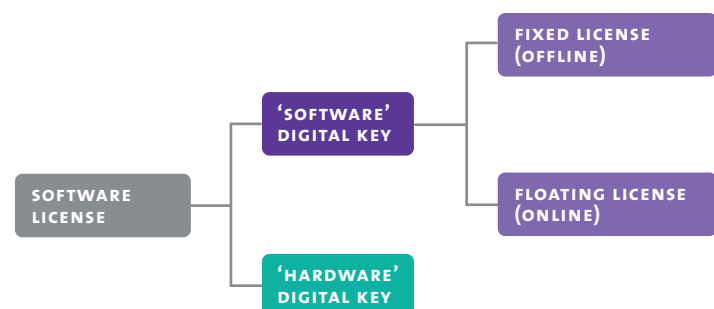 FIXED LICENSE
(OFFLINE)
‘SOFTWARE’
DIGITAL KEY
SOFTWARE
LICENSE
FLOATING LICENSE
(ONLINE)
‘HARDWARE’
DIGITAL KEY